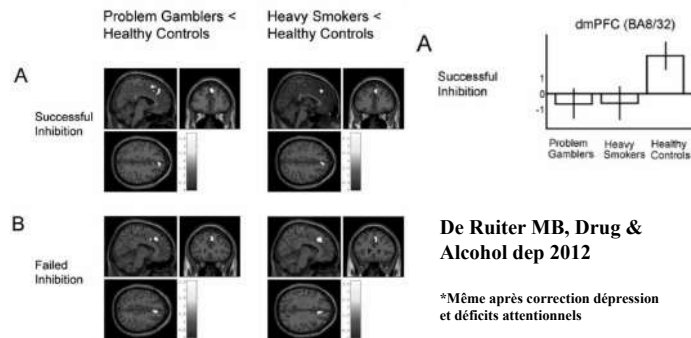 Problem Gamblers <
Healthy Controls
Heavy Smokers <
Healthy Controls
A
Successful
Inhibition
B
Failed
Inhibition
A
dmPFC (BA8/32)
Successful
Inhibition
1
0
-1
Problem
Gamblers
Heavy
Smokers
Healthy
Controls
De Ruiter MB, Drug &
Alcohol dep 2012
*Même après correction dépression
et déficits attentionnels